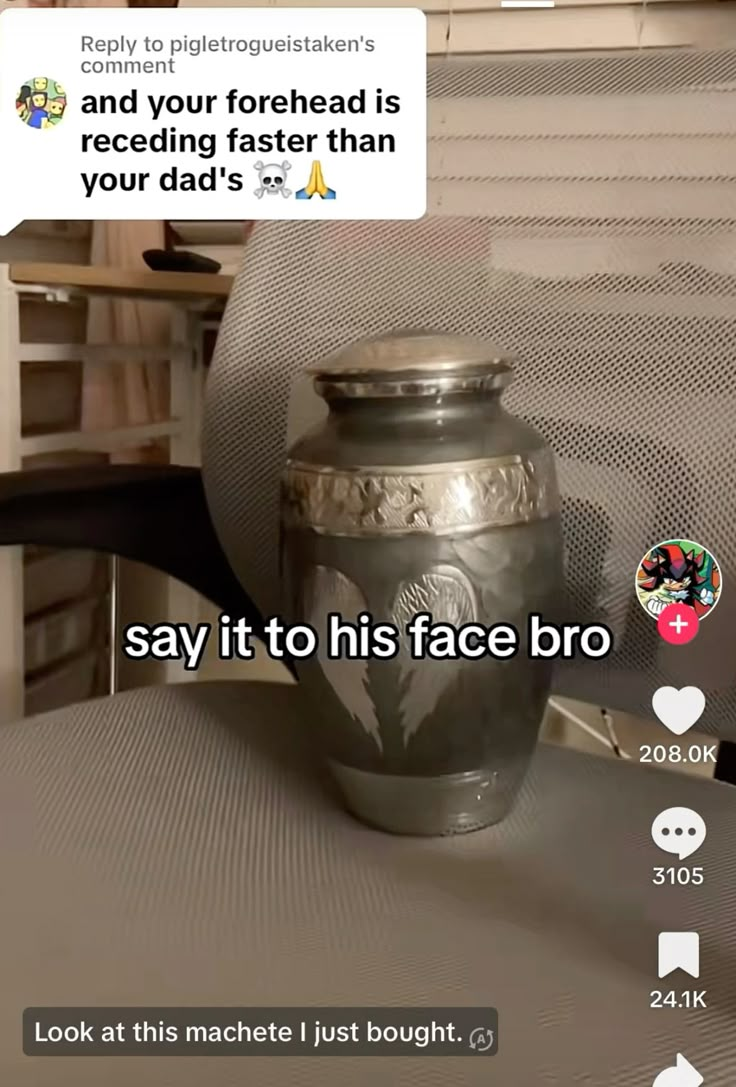 Reply to pigletrogueistaken's
comment
and your forehead is
receding faster than
your dad's ☠️🙏
say it to his face bro
208.0K
3105
24.1K
Look at this machete I just bought.